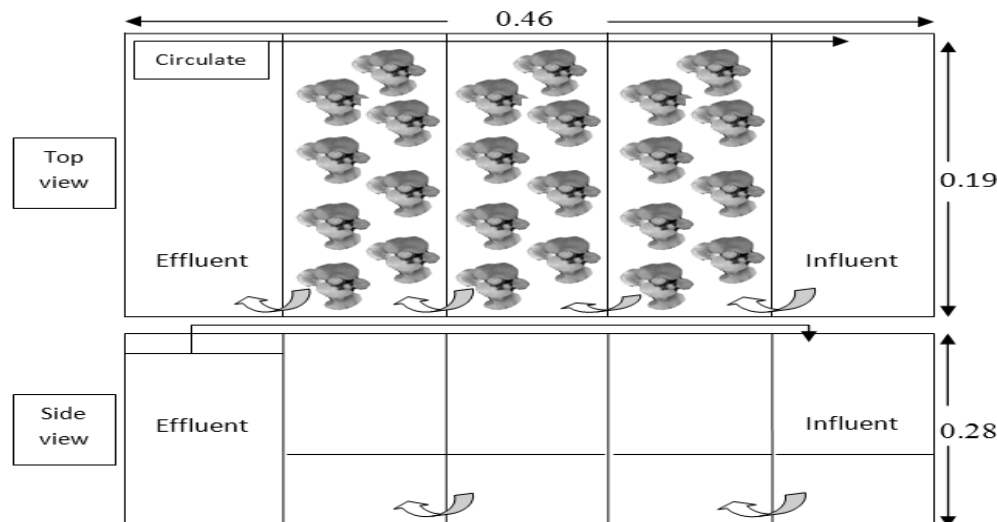 0.46
Circulate
Top
view
0.19
Effluent
Influent
Side
view
Effluent
Influent
0.28